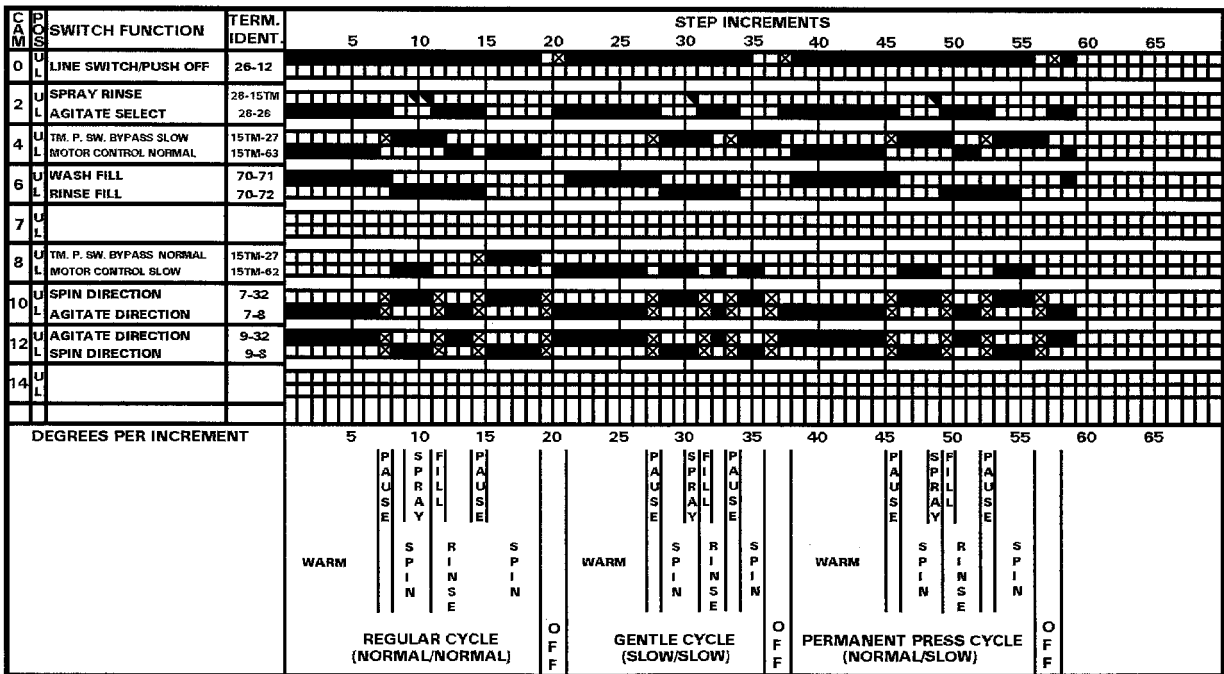 CAM POS SWITCH FUNCTION TERM. IDENT. STEP INCREMENTS
5 10 15 20 25 30 35 40 45 50 55 60 65
0 U L LINE SWITCH/PUSH OFF 26-12
2 U SPRAY RINSE 28-15TM
L AGITATE SELECT 26-28
4 U TM. P. SW. BYPASS SLOW 15TM-27
L MOTOR CONTROL NORMAL 15TM-63
6 U WASH FILL 70-71
L RINSE FILL 70-72
7 U L
8 U TM. P. SW. BYPASS NORMAL 15TM-27
L MOTOR CONTROL SLOW 15TM-62
10 U SPIN DIRECTION 7-32
L AGITATE DIRECTION 7-8
12 U AGITATE DIRECTION 9-32
L SPIN DIRECTION 9-8
14 U L
DEGREES PER INCREMENT 5 10 15 20 25 30 35 40 45 50 55 60 65
PAUSE SPRAY FILL PAUSE PAUSE SPRAY FILL PAUSE PAUSE SPRAY FILL PAUSE
WARM SPIN RINSE SPIN WARM SPIN RINSE SPIN WARM SPIN RINSE SPIN
REGULAR CYCLE OFF GENTLE CYCLE OFF PERMANENT PRESS CYCLE OFF
(NORMAL/NORMAL) (SLOW/SLOW) (NORMAL/SLOW)